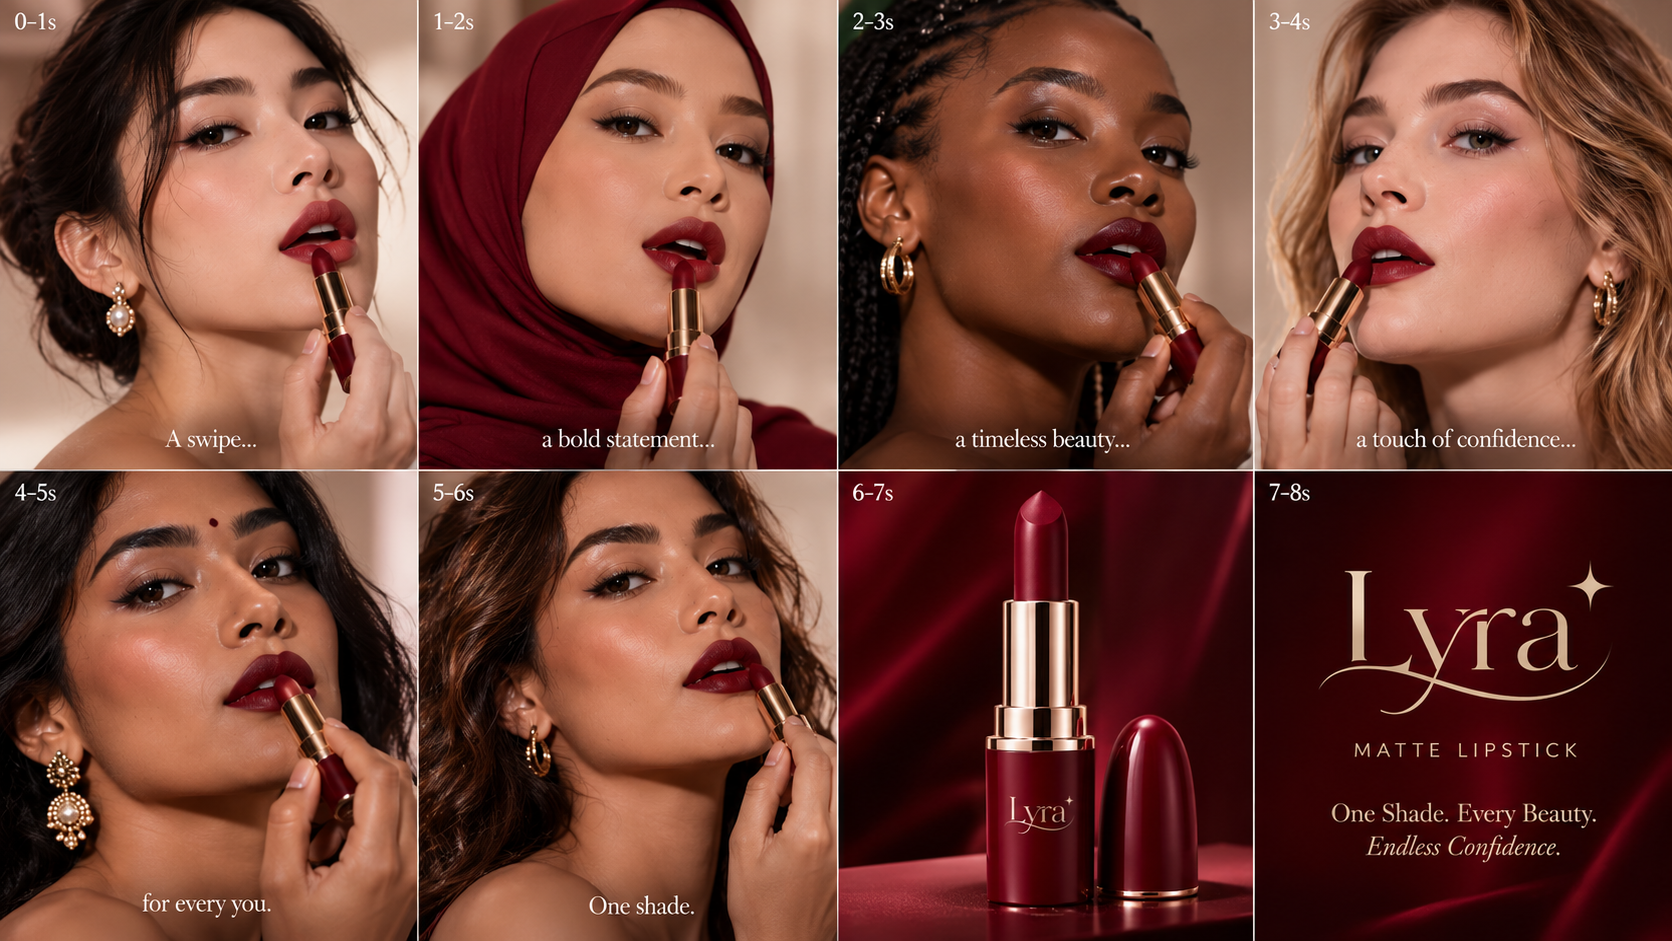 0–1s
A swipe...
1–2s
a bold statement...
2–3s
a timeless beauty...
3–4s
a touch of confidence...
4–5s
for every you.
5–6s
One shade.
6–7s
Lyra
7–8s
Lyra
MATTE LIPSTICK
One Shade. Every Beauty.
Endless Confidence.